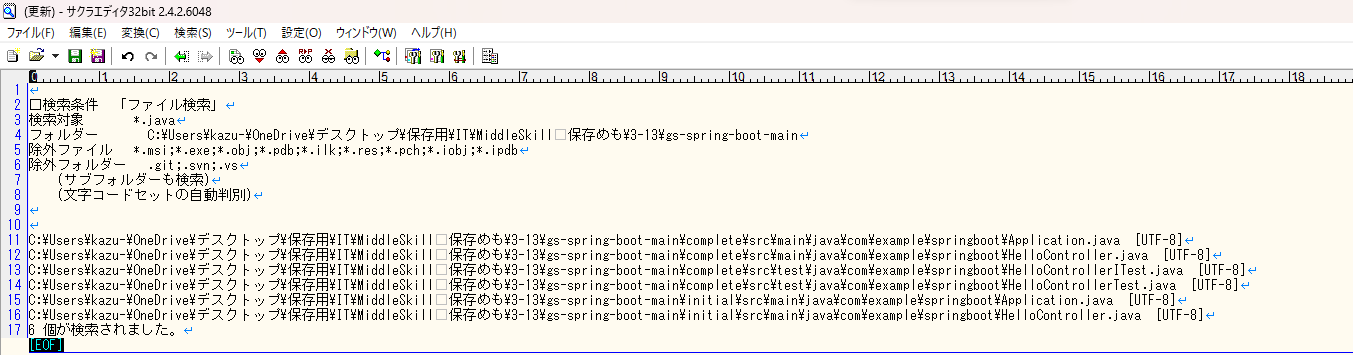 (更新) - サクラエディタ32bit 2.4.2.6048
ファイル(F) 編集(E) 変換(C) 検索(S) ツール(T) 設定(O) ウィンドウ(W) ヘルプ(H)
0 1 2 3 4 5 6 7 8 9 10 11 12 13 14 15 16 17 18
1
2 □検索条件 「ファイル検索」
3 検索対象 *.java
4 フォルダー C:¥Users¥kazu-¥OneDrive¥デスクトップ¥保存用¥IT¥MiddleSkill□保存めも¥3-13¥gs-spring-boot-main
5 除外ファイル *.msi;*.exe;*.obj;*.pdb;*.ilk;*.res;*.pch;*.iobj;*.ipdb
6 除外フォルダー .git;.svn;.vs
7 (サブフォルダーも検索)
8 (文字コードセットの自動判別)
9
10
11 C:¥Users¥kazu-¥OneDrive¥デスクトップ¥保存用¥IT¥MiddleSkill□保存めも¥3-13¥gs-spring-boot-main¥complete¥src¥main¥java¥com¥example¥springboot¥Application.java [UTF-8]
12 C:¥Users¥kazu-¥OneDrive¥デスクトップ¥保存用¥IT¥MiddleSkill□保存めも¥3-13¥gs-spring-boot-main¥complete¥src¥main¥java¥com¥example¥springboot¥HelloController.java [UTF-8]
13 C:¥Users¥kazu-¥OneDrive¥デスクトップ¥保存用¥IT¥MiddleSkill□保存めも¥3-13¥gs-spring-boot-main¥complete¥src¥test¥java¥com¥example¥springboot¥HelloControllerITest.java [UTF-8]
14 C:¥Users¥kazu-¥OneDrive¥デスクトップ¥保存用¥IT¥MiddleSkill□保存めも¥3-13¥gs-spring-boot-main¥complete¥src¥test¥java¥com¥example¥springboot¥HelloControllerTest.java [UTF-8]
15 C:¥Users¥kazu-¥OneDrive¥デスクトップ¥保存用¥IT¥MiddleSkill□保存めも¥3-13¥gs-spring-boot-main¥initial¥src¥main¥java¥com¥example¥springboot¥Application.java [UTF-8]
16 C:¥Users¥kazu-¥OneDrive¥デスクトップ¥保存用¥IT¥MiddleSkill□保存めも¥3-13¥gs-spring-boot-main¥initial¥src¥main¥java¥com¥example¥springboot¥HelloController.java [UTF-8]
17 6 個が検索されました。
[EOF]